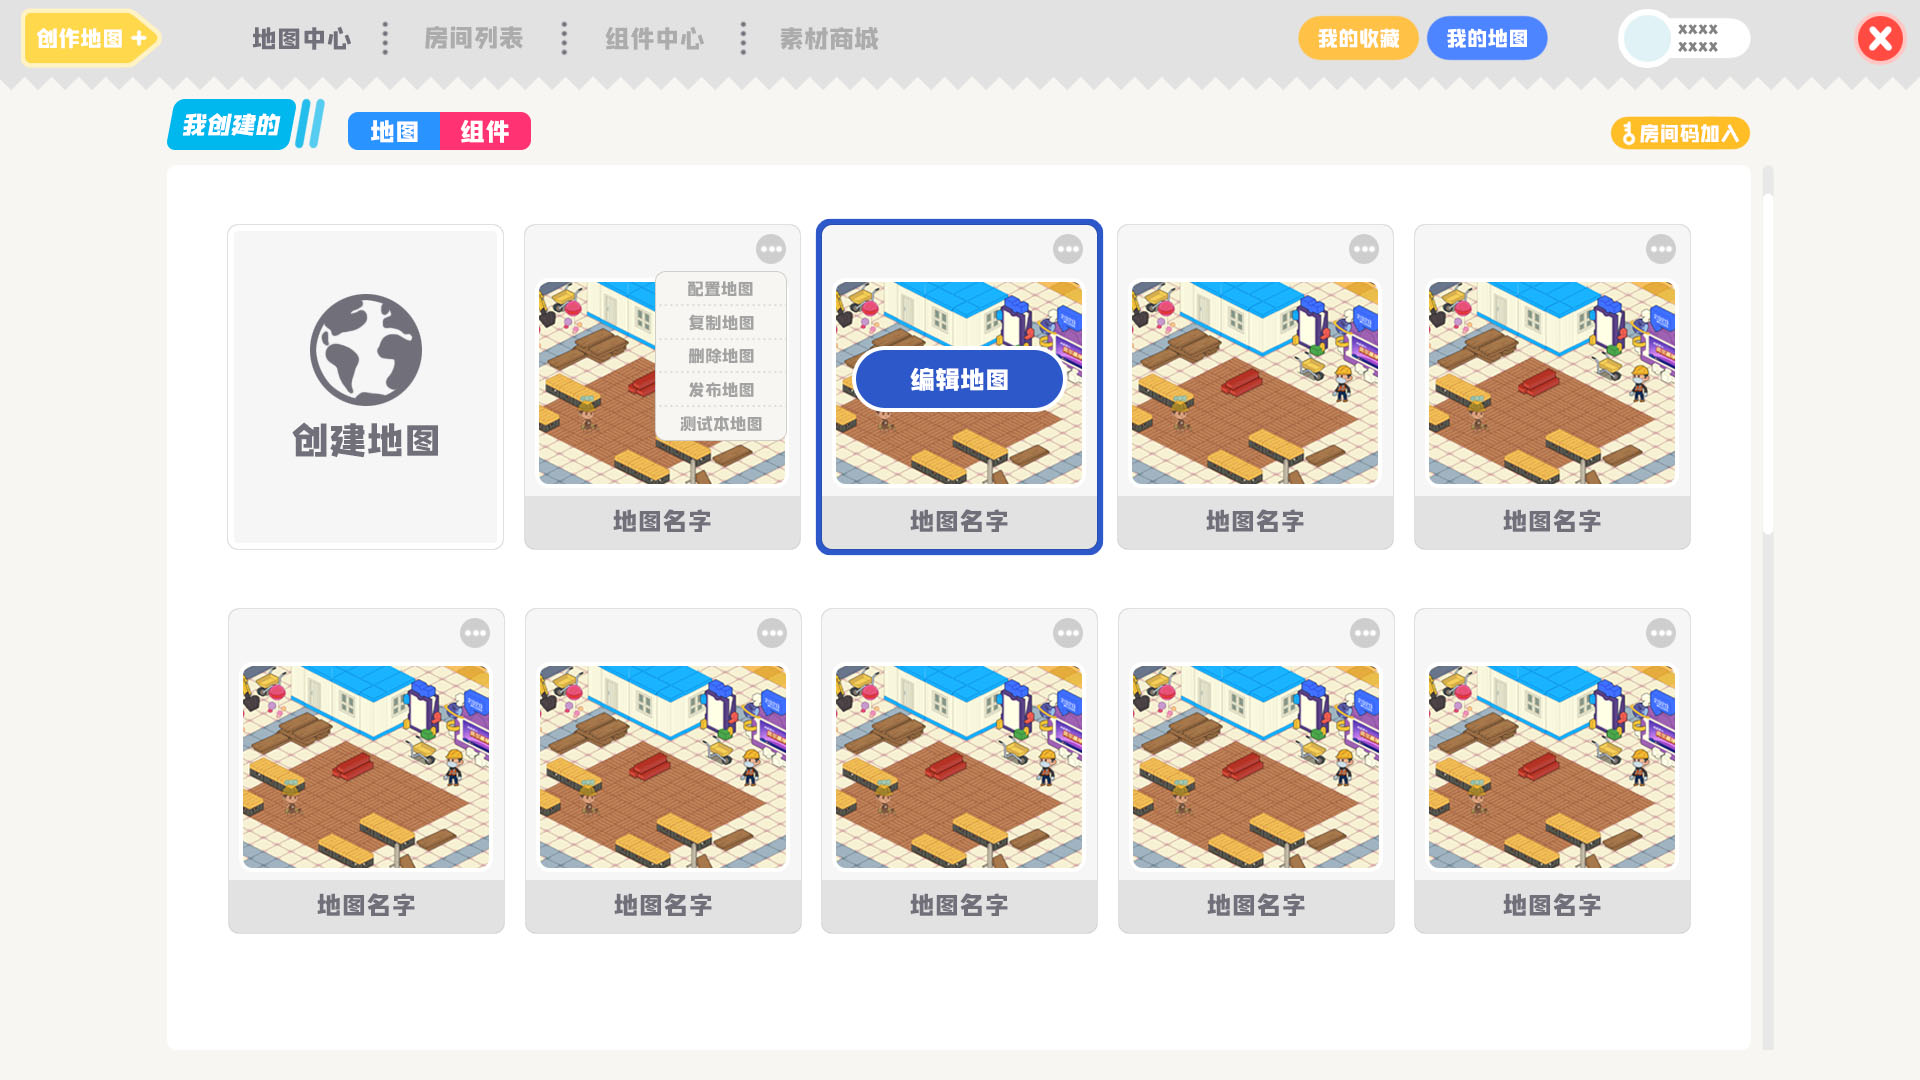 创作地图 +
地图中心
房间列表
组件中心
素材商城
我的收藏
我的地图
xxxx
xxxx
我创建的
地图
组件
房间码加入
创建地图
配置地图
复制地图
删除地图
发布地图
测试本地图
地图名字
编辑地图
地图名字
地图名字
地图名字
地图名字
地图名字
地图名字
地图名字
地图名字